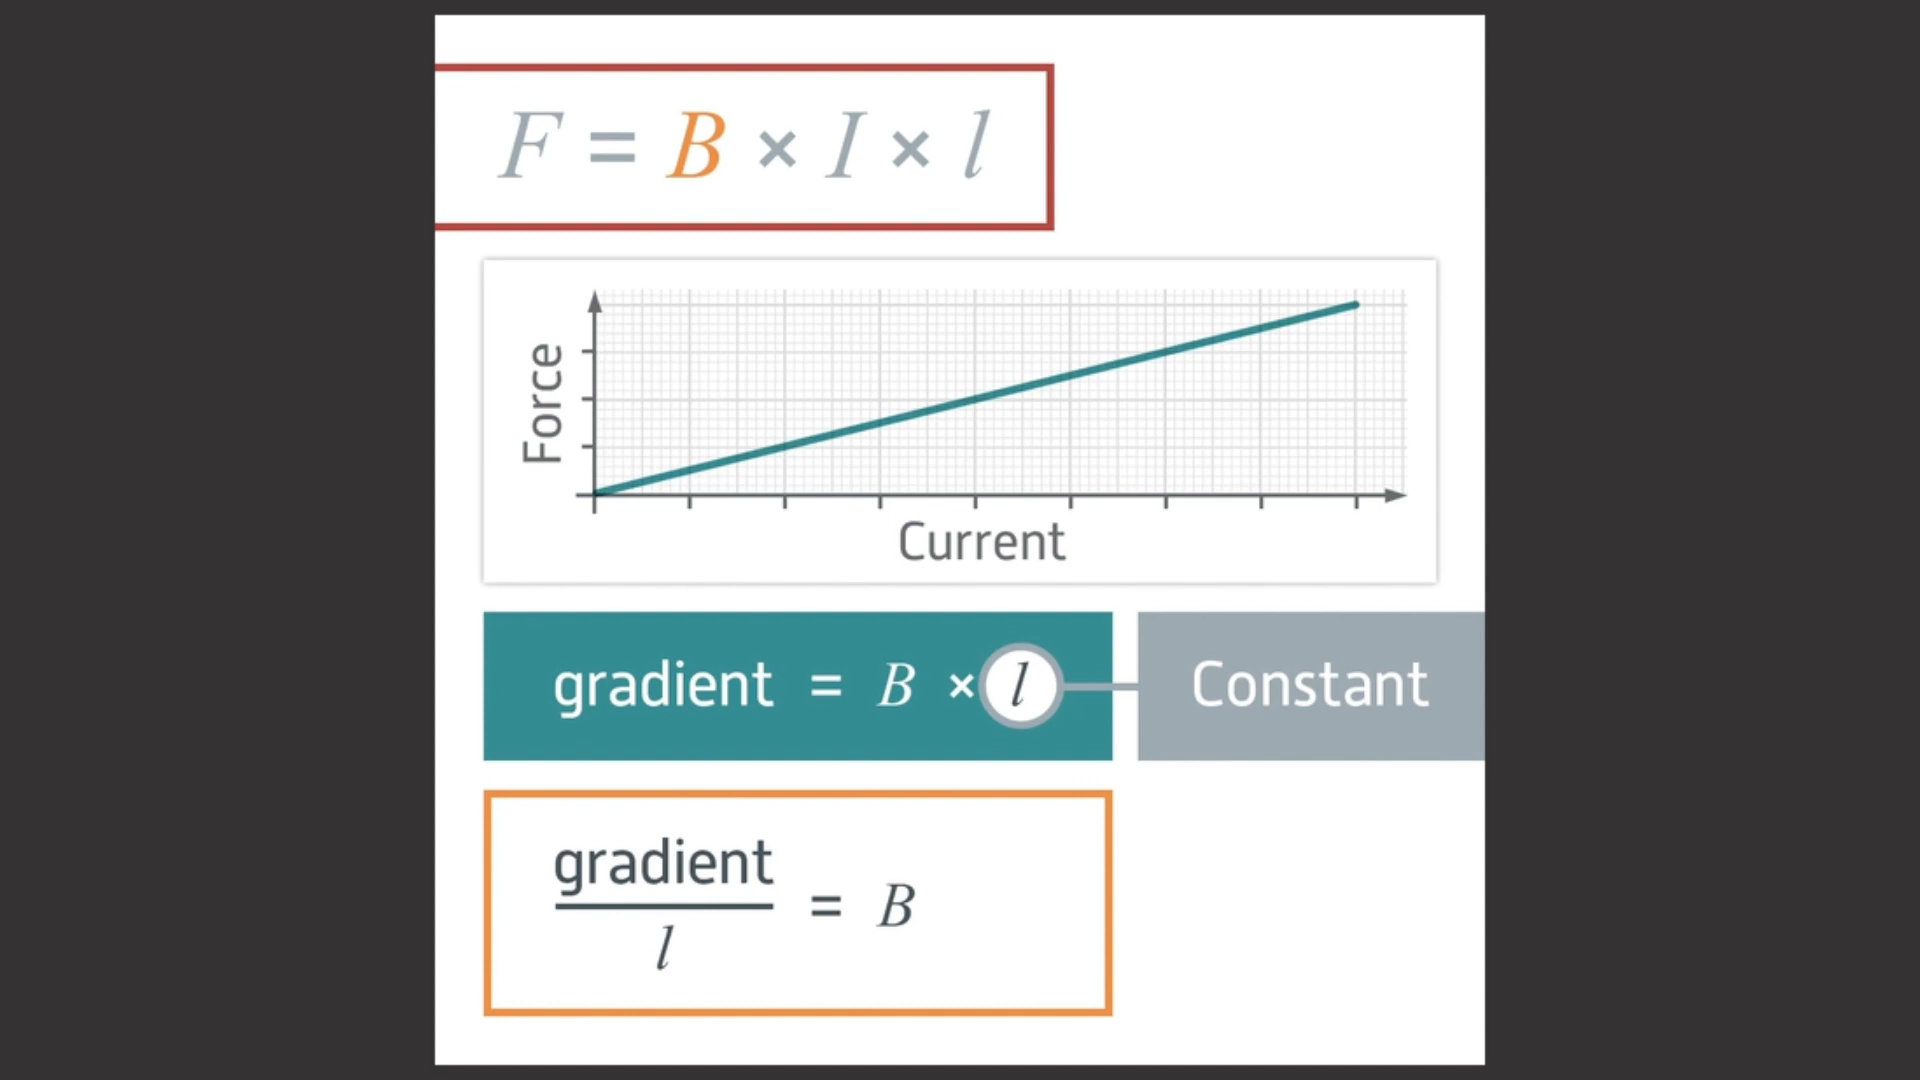 F = B × I × l
Force
Current
gradient = B × l
Constant
gradient
l
= B